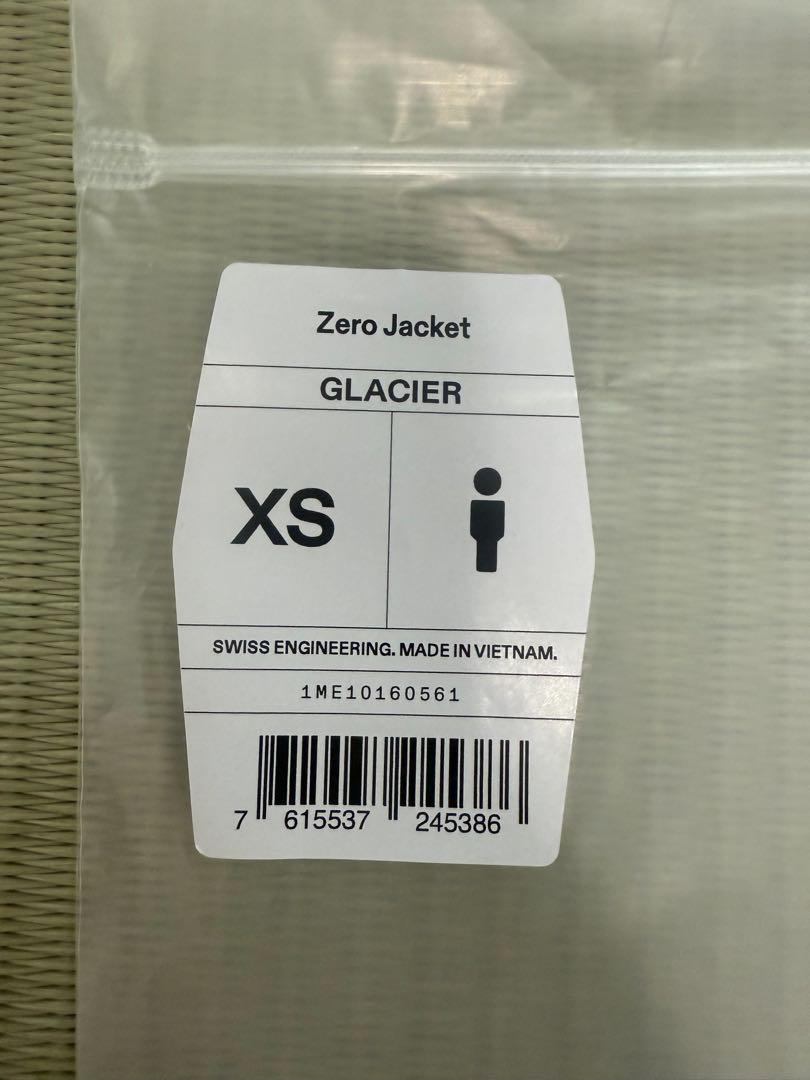 Zero Jacket
GLACIER
XS
SWISS ENGINEERING. MADE IN VIETNAM.
1ME10160561
7 615537 245386